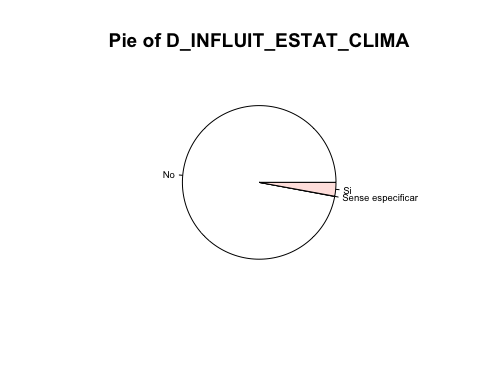 Pie of D_INFLUIT_ESTAT_CLIMA
No
Si
Sense especificar